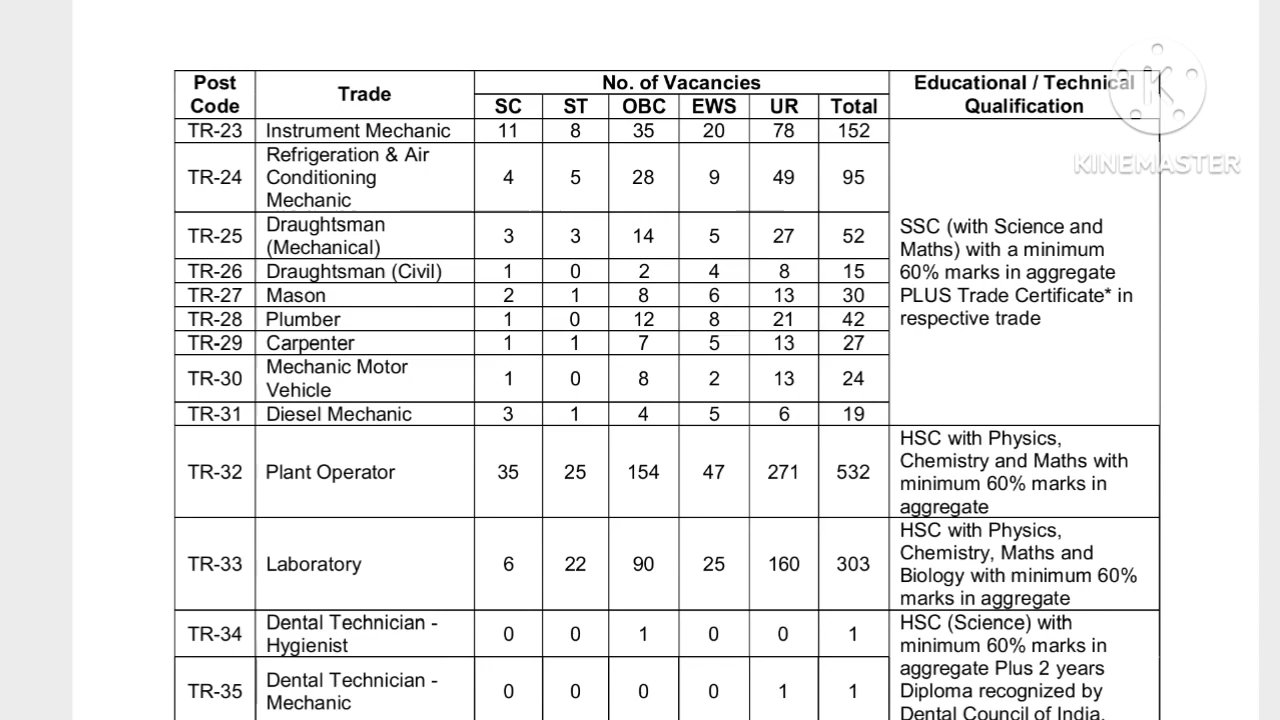 Post Code Trade No. of Vacancies Educational / Technical Qualification
SC ST OBC EWS UR Total
TR-23 Instrument Mechanic 11 8 35 20 78 152
TR-24 Refrigeration & Air Conditioning Mechanic 4 5 28 9 49 95
TR-25 Draughtsman (Mechanical) 3 3 14 5 27 52
TR-26 Draughtsman (Civil) 1 0 2 4 8 15
TR-27 Mason 2 1 8 6 13 30
TR-28 Plumber 1 0 12 8 21 42
TR-29 Carpenter 1 1 7 5 13 27
TR-30 Mechanic Motor Vehicle 1 0 8 2 13 24
TR-31 Diesel Mechanic 3 1 4 5 6 19
SSC (with Science and
Maths) with a minimum
60% marks in aggregate
PLUS Trade Certificate* in
respective trade
TR-32 Plant Operator 35 25 154 47 271 532
HSC with Physics,
Chemistry and Maths with
minimum 60% marks in
aggregate
TR-33 Laboratory 6 22 90 25 160 303
HSC with Physics,
Chemistry, Maths and
Biology with minimum 60%
marks in aggregate
TR-34 Dental Technician - Hygienist 0 0 1 0 0 1
TR-35 Dental Technician - Mechanic 0 0 0 0 1 1
HSC (Science) with
minimum 60% marks in
aggregate Plus 2 years
Diploma recognized by
Dental Council of India.
K
KINEMASTER